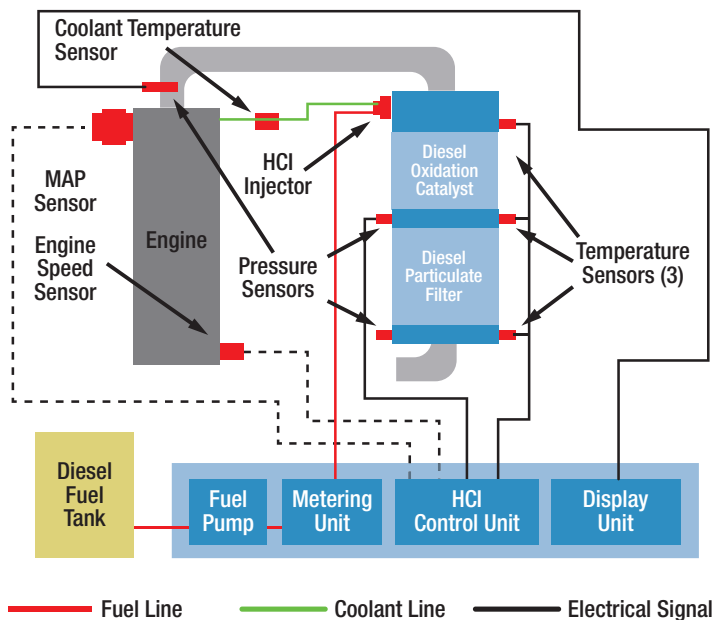 Coolant Temperature
Sensor
MAP
Sensor
Engine
Speed
Sensor
Engine
HCI
Injector
Pressure
Sensors
Diesel
Oxidation
Catalyst
Diesel
Particulate
Filter
Temperature
Sensors (3)
Diesel
Fuel
Tank
Fuel
Pump
Metering
Unit
HCI
Control Unit
Display
Unit
Fuel Line
Coolant Line
Electrical Signal